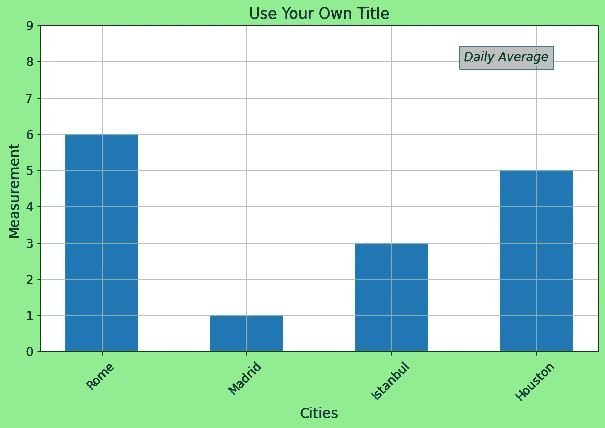 Use Your Own Title
Daily Average
Measurement
9
8
7
6
5
4
3
2
1
0
Rome
Madrid
Istanbul
Houston
Cities